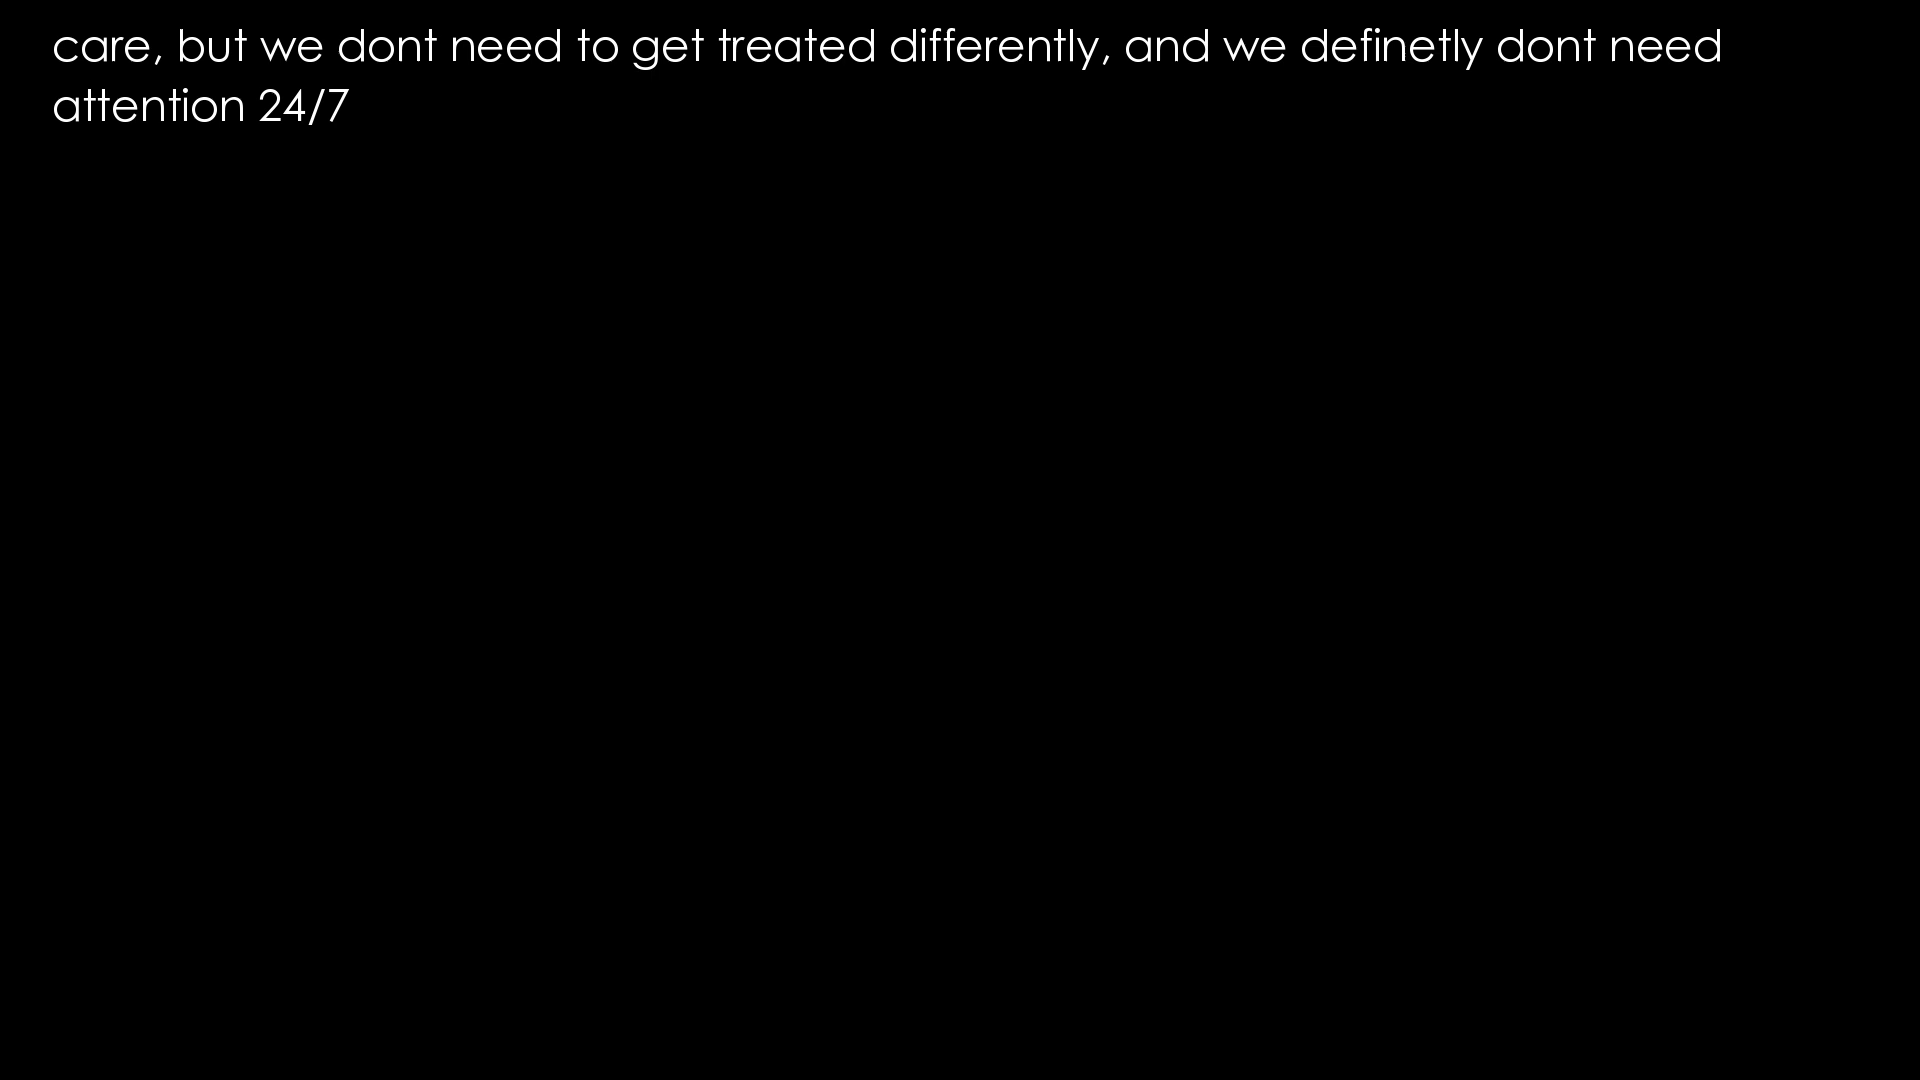 care, but we dont need to get treated differently, and we definetly dont need
attention 24/7